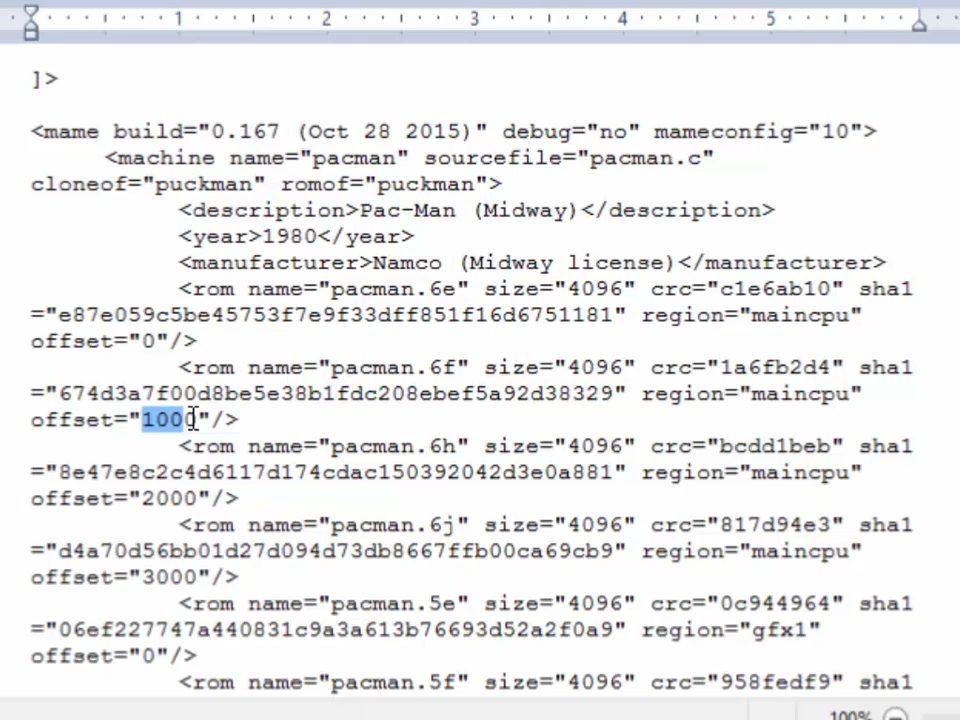 1 2 3 4 5
]>
<mame build="0.167 (Oct 28 2015)" debug="no" mameconfig="10">
<machine name="pacman" sourcefile="pacman.c"
cloneof="puckman" romof="puckman">
<description>Pac-Man (Midway)</description>
<year>1980</year>
<manufacturer>Namco (Midway license)</manufacturer>
<rom name="pacman.6e" size="4096" crc="c1e6ab10" sha1
="e87e059c5be45753f7e9f33dff851f16d6751181" region="maincpu"
offset="0"/>
<rom name="pacman.6f" size="4096" crc="1a6fb2d4" sha1
="674d3a7f00d8be5e38b1fdc208ebef5a92d38329" region="maincpu"
offset="1000"/>
<rom name="pacman.6h" size="4096" crc="bcdd1beb" sha1
="8e47e8c2c4d6117d174cdac150392042d3e0a881" region="maincpu"
offset="2000"/>
<rom name="pacman.6j" size="4096" crc="817d94e3" sha1
="d4a70d56bb01d27d094d73db8667ffb00ca69cb9" region="maincpu"
offset="3000"/>
<rom name="pacman.5e" size="4096" crc="0c944964" sha1
="06ef227747a440831c9a3a613b76693d52a2f0a9" region="gfx1"
offset="0"/>
<rom name="pacman.5f" size="4096" crc="958fedf9" sha1
100%